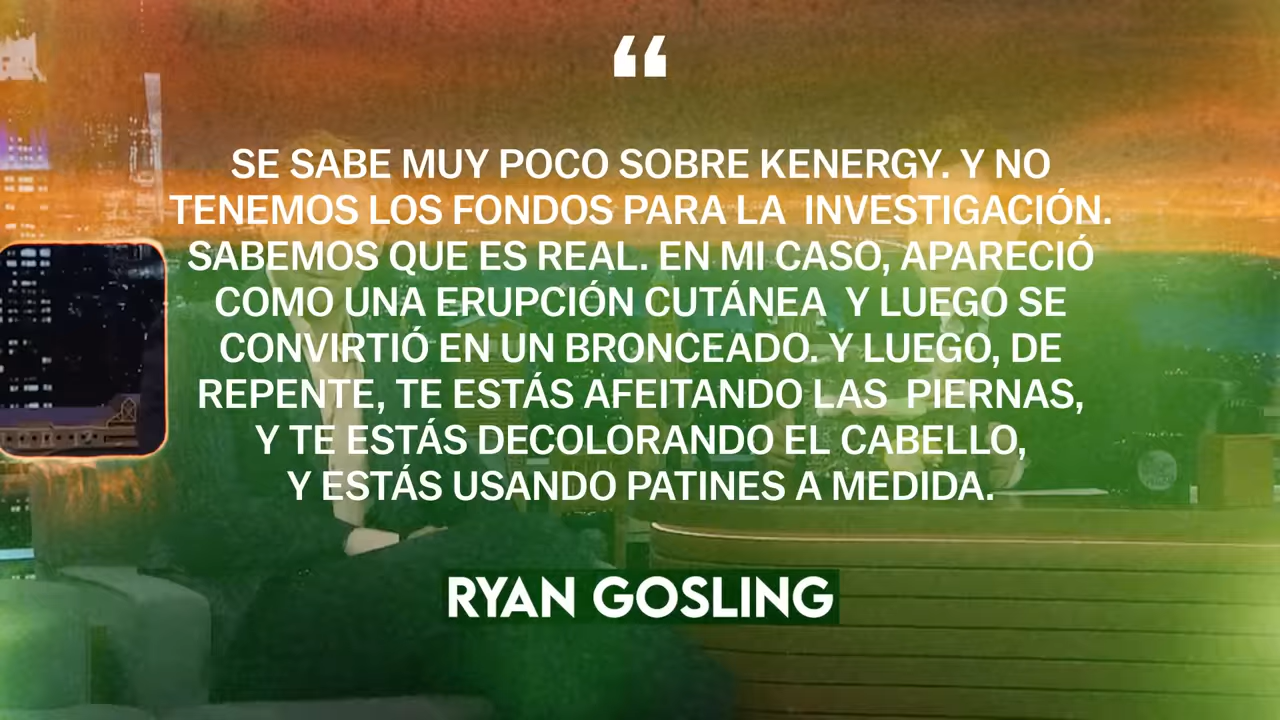 “
SE SABE MUY POCO SOBRE KENERGY. Y NO
TENEMOS LOS FONDOS PARA LA INVESTIGACIÓN.
SABEMOS QUE ES REAL. EN MI CASO, APARECIÓ
COMO UNA ERUPCIÓN CUTÁNEA Y LUEGO SE
CONVIRTIÓ EN UN BRONCEADO. Y LUEGO, DE
REPENTE, TE ESTÁS AFEITANDO LAS PIERNAS,
Y TE ESTÁS DECOLORANDO EL CABELLO,
Y ESTÁS USANDO PATINES A MEDIDA.
RYAN GOSLING